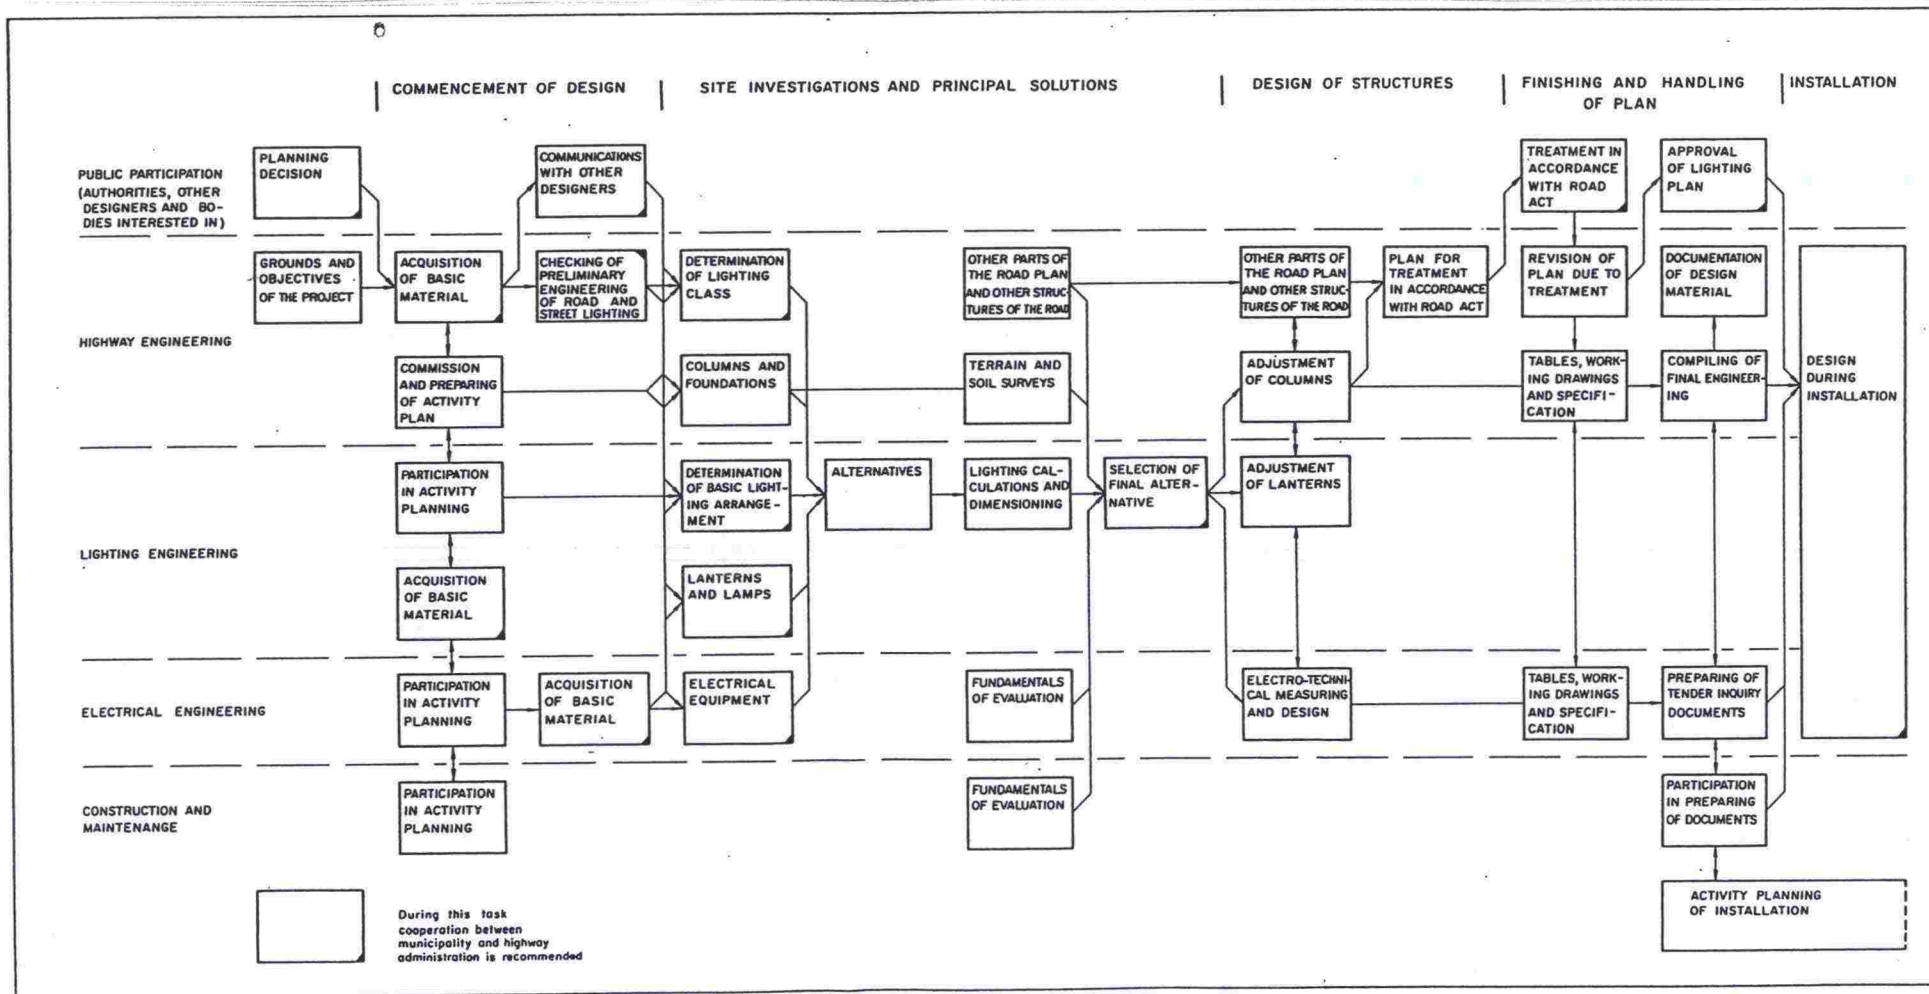 COMMENCEMENT OF DESIGN
SITE INVESTIGATIONS AND PRINCIPAL SOLUTIONS
DESIGN OF STRUCTURES
FINISHING AND HANDLING
OF PLAN
INSTALLATION
PUBLIC PARTICIPATION
(AUTHORITIES, OTHER
DESIGNERS AND BO-
DIES INTERESTED IN)
PLANNING
DECISION
COMMUNICATIONS
WITH OTHER
DESIGNERS
TREATMENT IN
ACCORDANCE
WITH ROAD
ACT
APPROVAL
OF LIGHTING
PLAN
HIGHWAY ENGINEERING
GROUNDS AND
OBJECTIVES
OF THE PROJECT
ACQUISITION
OF BASIC
MATERIAL
CHECKING OF
PRELIMINARY
ENGINEERING
OF ROAD AND
STREET LIGHTING
DETERMINATION
OF LIGHTING
CLASS
OTHER PARTS OF
THE ROAD PLAN
AND OTHER STRUC-
TURES OF THE ROAD
OTHER PARTS OF
THE ROAD PLAN
AND OTHER STRUC-
TURES OF THE ROAD
PLAN FOR
TREATMENT
IN ACCORDANCE
WITH ROAD ACT
REVISION OF
PLAN DUE TO
TREATMENT
DOCUMENTATION
OF DESIGN
MATERIAL
COMMISSION
AND PREPARING
OF ACTIVITY
PLAN
COLUMNS AND
FOUNDATIONS
TERRAIN AND
SOIL SURVEYS
ADJUSTMENT
OF COLUMNS
TABLES, WORK-
ING DRAWINGS
AND SPECIFI-
CATION
COMPILING OF
FINAL ENGINEER-
ING
DESIGN
DURING
INSTALLATION
LIGHTING ENGINEERING
PARTICIPATION
IN ACTIVITY
PLANNING
DETERMINATION
OF BASIC LIGHT-
ING ARRANGE-
MENT
ALTERNATIVES
LIGHTING CAL-
CULATIONS AND
DIMENSIONING
SELECTION OF
FINAL ALTER-
NATIVE
ADJUSTMENT
OF LANTERNS
ACQUISITION
OF BASIC
MATERIAL
LANTERNS
AND LAMPS
ELECTRICAL ENGINEERING
PARTICIPATION
IN ACTIVITY
PLANNING
ACQUISITION
OF BASIC
MATERIAL
ELECTRICAL
EQUIPMENT
FUNDAMENTALS
OF EVALUATION
ELECTRO-TECHNI-
CAL MEASURING
AND DESIGN
TABLES, WORK-
ING DRAWINGS
AND SPECIFI-
CATION
PREPARING OF
TENDER INQUIRY
DOCUMENTS
CONSTRUCTION AND
MAINTENANGE
PARTICIPATION
IN ACTIVITY
PLANNING
FUNDAMENTALS
OF EVALUATION
PARTICIPATION
IN PREPARING
OF DOCUMENTS
ACTIVITY PLANNING
OF INSTALLATION
During this task
cooperation between
municipality and highway
administration is recommended